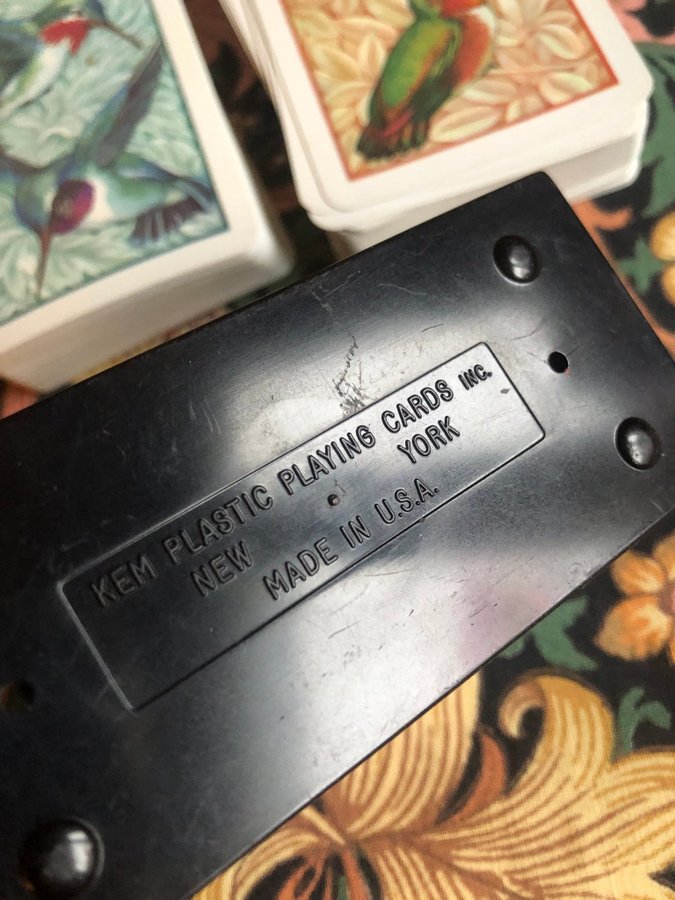 KEM PLASTIC PLAYING CARDS INC.
NEW YORK
MADE IN U.S.A.